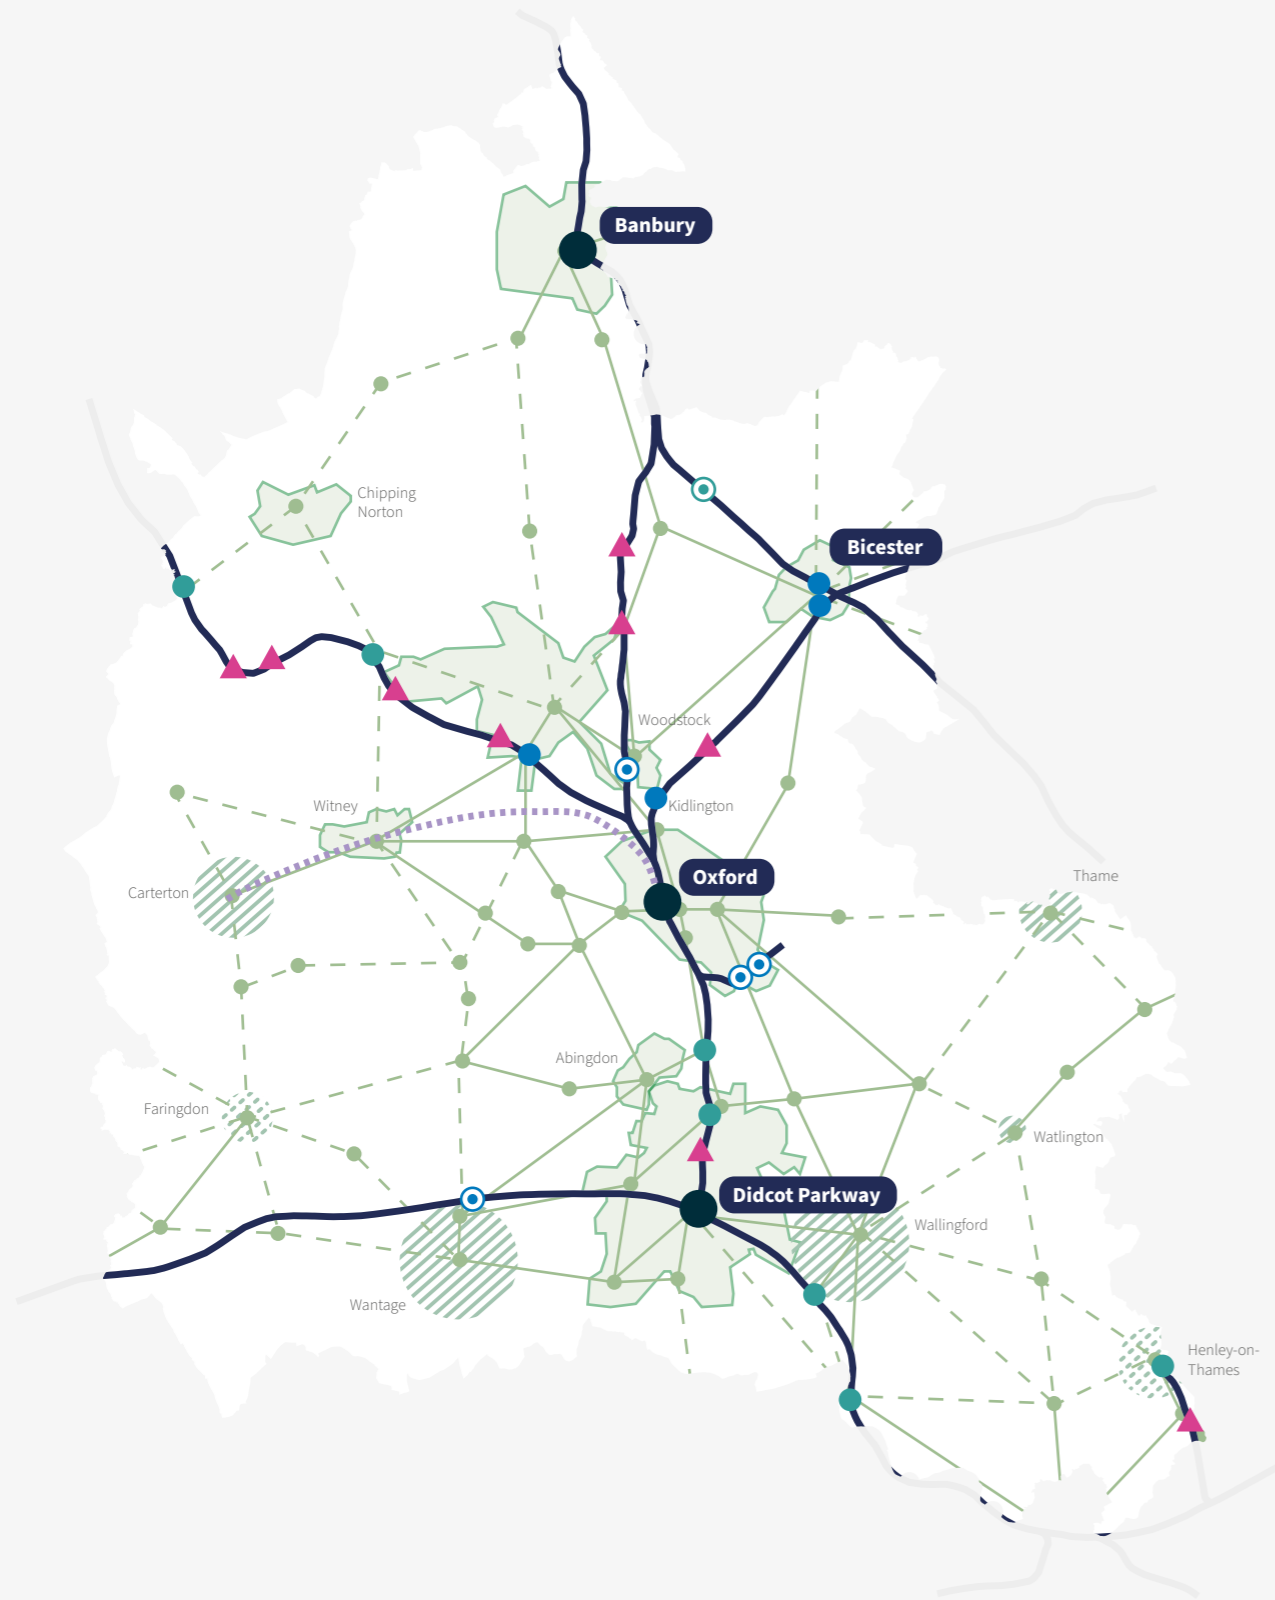 Banbury
Chipping
Norton
Bicester
Woodstock
Witney
Kidlington
Oxford
Thame
Carterton
Abingdon
Faringdon
Watlington
Didcot Parkway
Wallingford
Wantage
Henley-on-
Thames